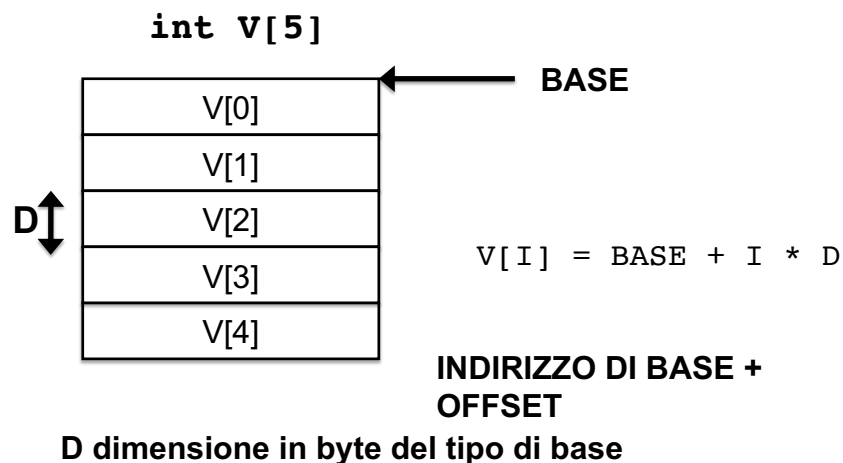 int V[5]
BASE
V[0]
V[1]
D
V[2]
V[I] = BASE + I * D
V[3]
V[4]
INDIRIZZO DI BASE +
OFFSET
D dimensione in byte del tipo di base